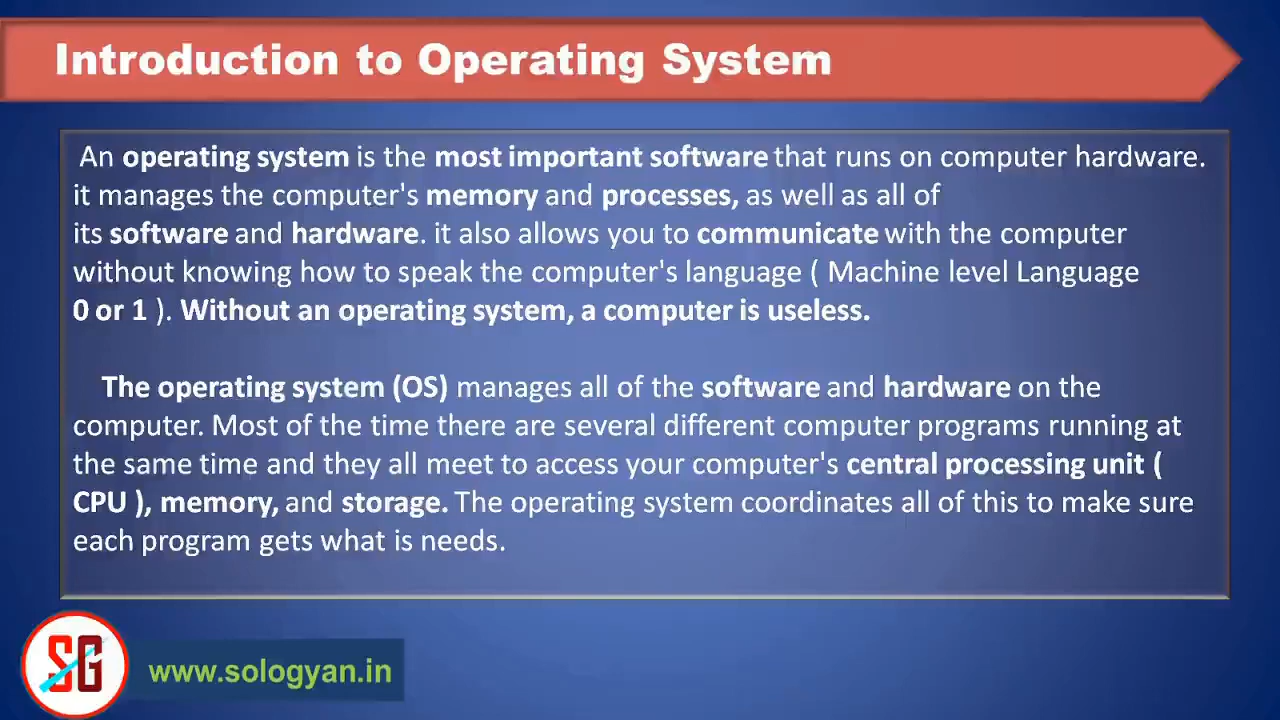 Introduction to Operating System
An operating system is the most important software that runs on computer hardware.
it manages the computer's memory and processes, as well as all of
its software and hardware. it also allows you to communicate with the computer
without knowing how to speak the computer's language ( Machine level Language
0 or 1 ). Without an operating system, a computer is useless.
The operating system (OS) manages all of the software and hardware on the
computer. Most of the time there are several different computer programs running at
the same time and they all meet to access your computer's central processing unit (
CPU ), memory, and storage. The operating system coordinates all of this to make sure
each program gets what is needs.
SG
www.sologyan.in